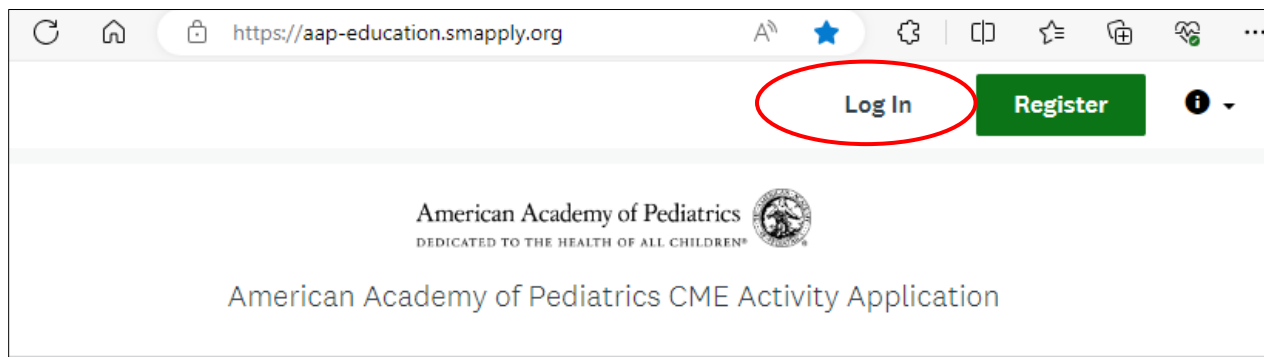 https://aap-education.smapply.org
Log In
Register
American Academy of Pediatrics
DEDICATED TO THE HEALTH OF ALL CHILDREN®
American Academy of Pediatrics CME Activity Application